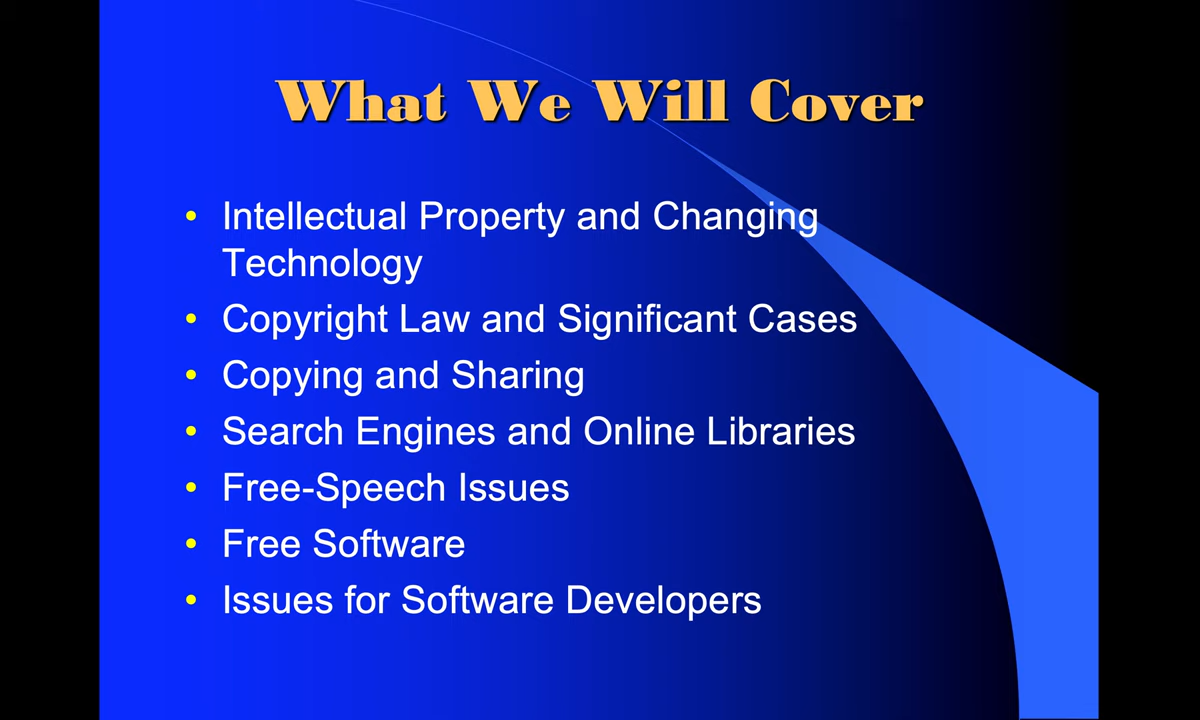 What We Will Cover
• Intellectual Property and Changing
Technology
• Copyright Law and Significant Cases
• Copying and Sharing
• Search Engines and Online Libraries
• Free-Speech Issues
• Free Software
• Issues for Software Developers